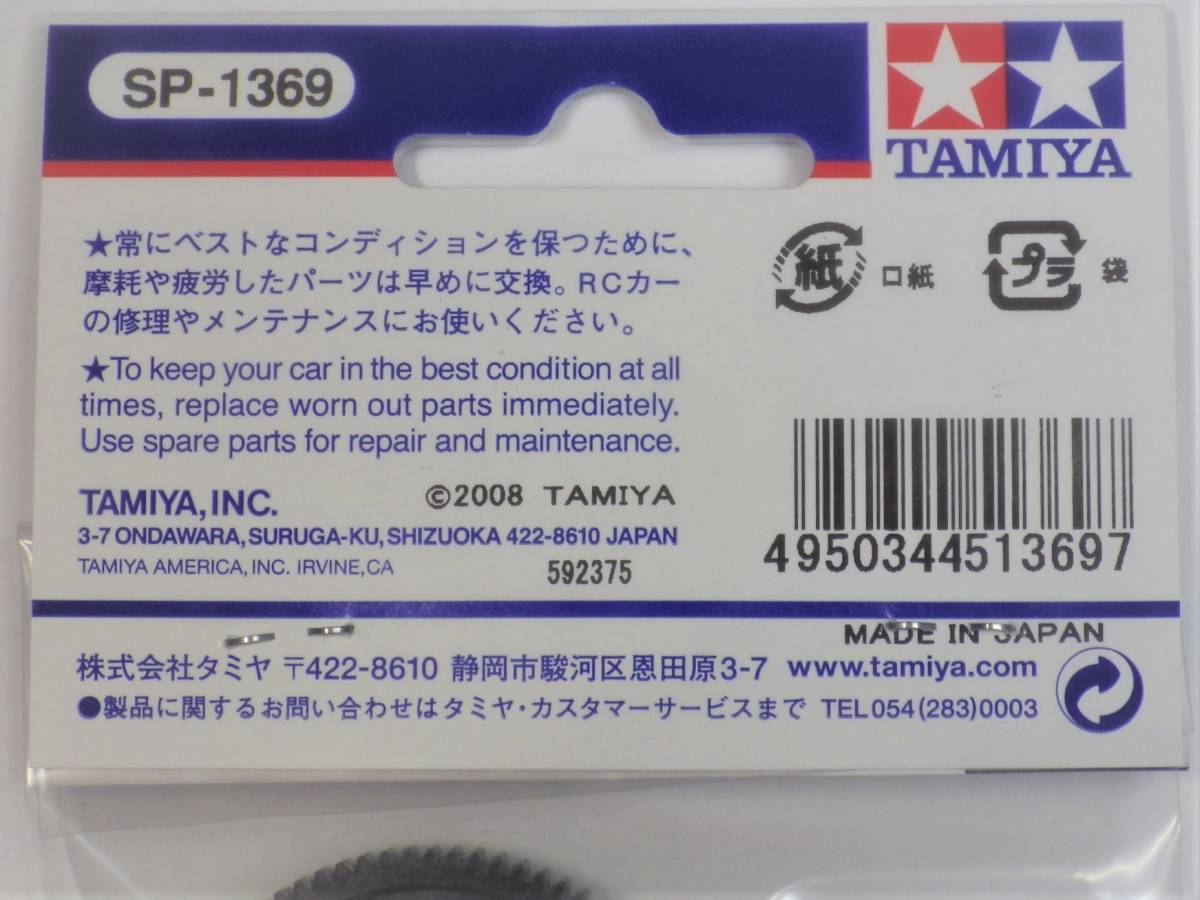 SP-1369
TAMIYA
★常にベストなコンディションを保つために、
摩耗や疲労したパーツは早めに交換。RCカー
の修理やメンテナンスにお使いください。
紙 口紙
プラ 袋
★To keep your car in the best condition at all
times, replace worn out parts immediately.
Use spare parts for repair and maintenance.
TAMIYA, INC. ©2008 TAMIYA
3-7 ONDAWARA, SURUGA-KU, SHIZUOKA 422-8610 JAPAN
TAMIYA AMERICA, INC. IRVINE, CA 592375
4950344513697
MADE IN JAPAN
株式会社タミヤ 〒422-8610 静岡市駿河区恩田原3-7 www.tamiya.com
●製品に関するお問い合わせはタミヤ・カスタマーサービスまで TEL 054(283)0003